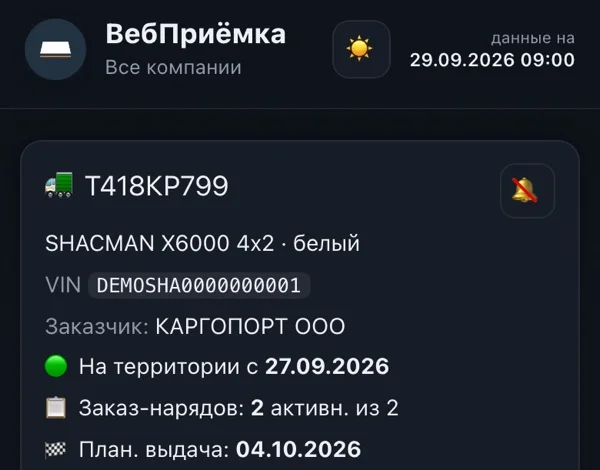 ВебПриёмка
Все компании
данные на
29.09.2026 09:00
Т418КР799
SHACMAN X6000 4x2 · белый
VIN DEMOSHA0000000001
Заказчик: КАРГОПОРТ ООО
На территории с 27.09.2026
Заказ-нарядов: 2 активн. из 2
План. выдача: 04.10.2026